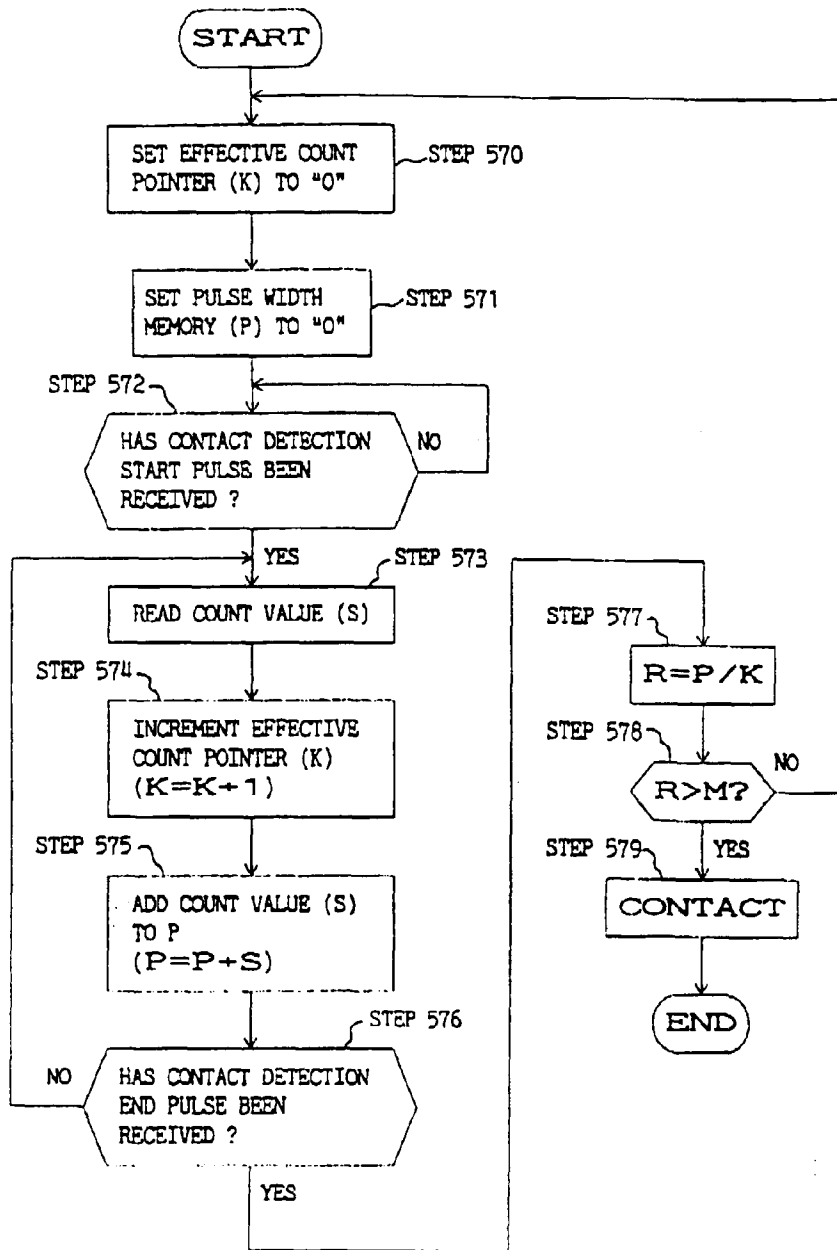 START
SET EFFECTIVE COUNT
POINTER (K) TO "O"
STEP 570
SET PULSE WIDTH
MEMORY (P) TO "O"
STEP 571
STEP 572
HAS CONTACT DETECTION
START PULSE BEEN
RECEIVED ?
NO
YES
STEP 573
READ COUNT VALUE (S)
STEP 574
INCREMENT EFFECTIVE
COUNT POINTER (K)
(K=K+1)
STEP 575
ADD COUNT VALUE (S)
TO P
(P=P+S)
STEP 576
NO
HAS CONTACT DETECTION
END PULSE BEEN
RECEIVED ?
YES
STEP 577
R=P/K
STEP 578
R>M?
NO
YES
STEP 579
CONTACT
END